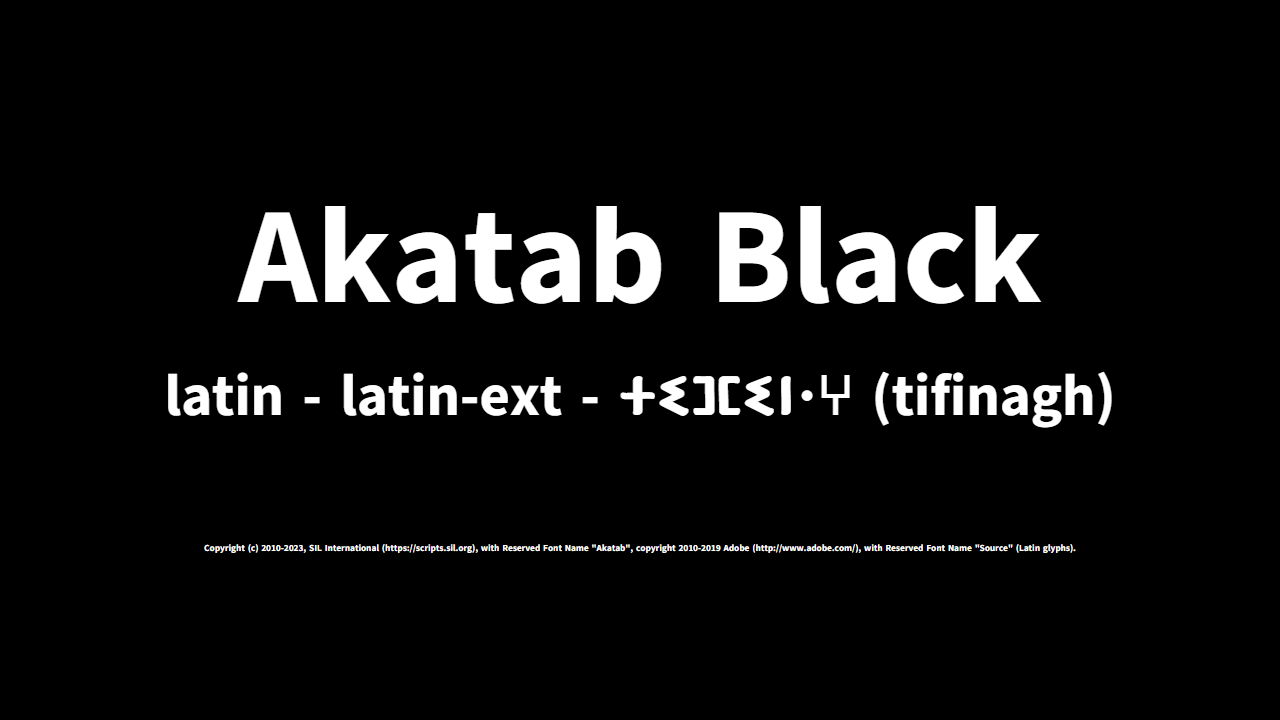 Akatab Black
latin - latin-ext - ⵜⵉⴼⵉⵏⴰⵖ (tifinagh)
Copyright (c) 2010-2023, SIL International (https://scripts.sil.org), with Reserved Font Name "Akatab", copyright 2010-2019 Adobe (http://www.adobe.com/), with Reserved Font Name "Source" (Latin glyphs).